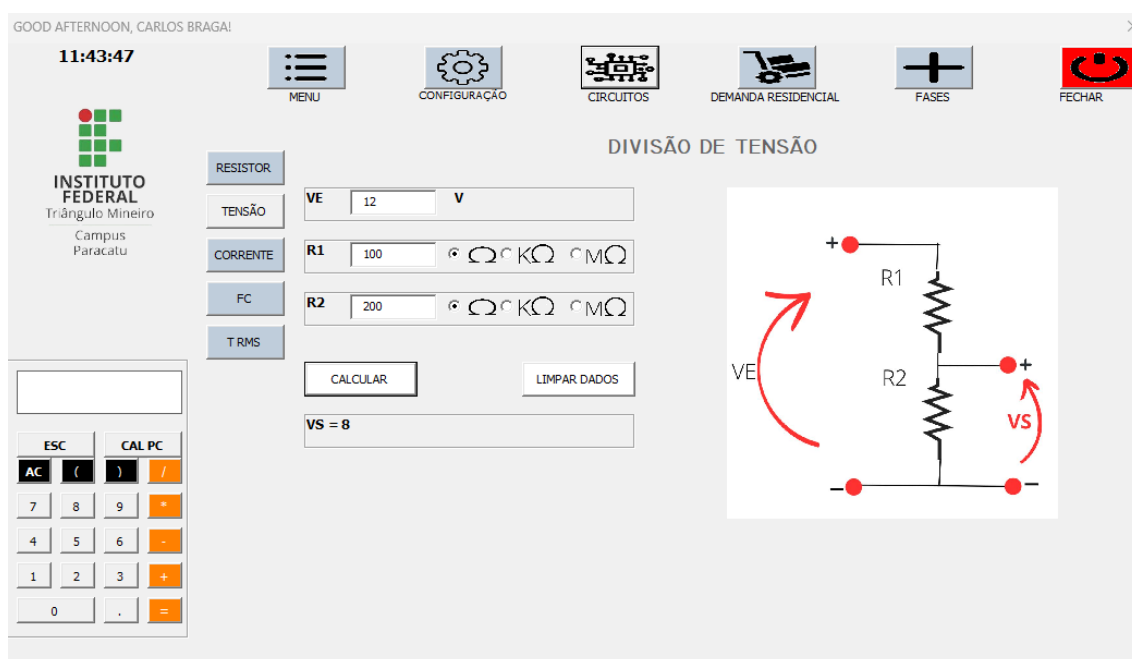 GOOD AFTERNOON, CARLOS BRAGA!
11:43:47
MENU
CONFIGURAÇÃO
CIRCUITOS
DEMANDA RESIDENCIAL
FASES
FECHAR
INSTITUTO
FEDERAL
Triângulo Mineiro
Campus
Paracatu
DIVISÃO DE TENSÃO
RESISTOR
TENSÃO
CORRENTE
FC
T RMS
VE 12 V
R1 100 Ω KΩ MΩ
R2 200 Ω KΩ MΩ
CALCULAR LIMPAR DADOS
VS = 8
+
R1
VE
R2
+
VS
–
–
ESC CAL PC
AC ( ) /
7 8 9 *
4 5 6 -
1 2 3 +
0 . =